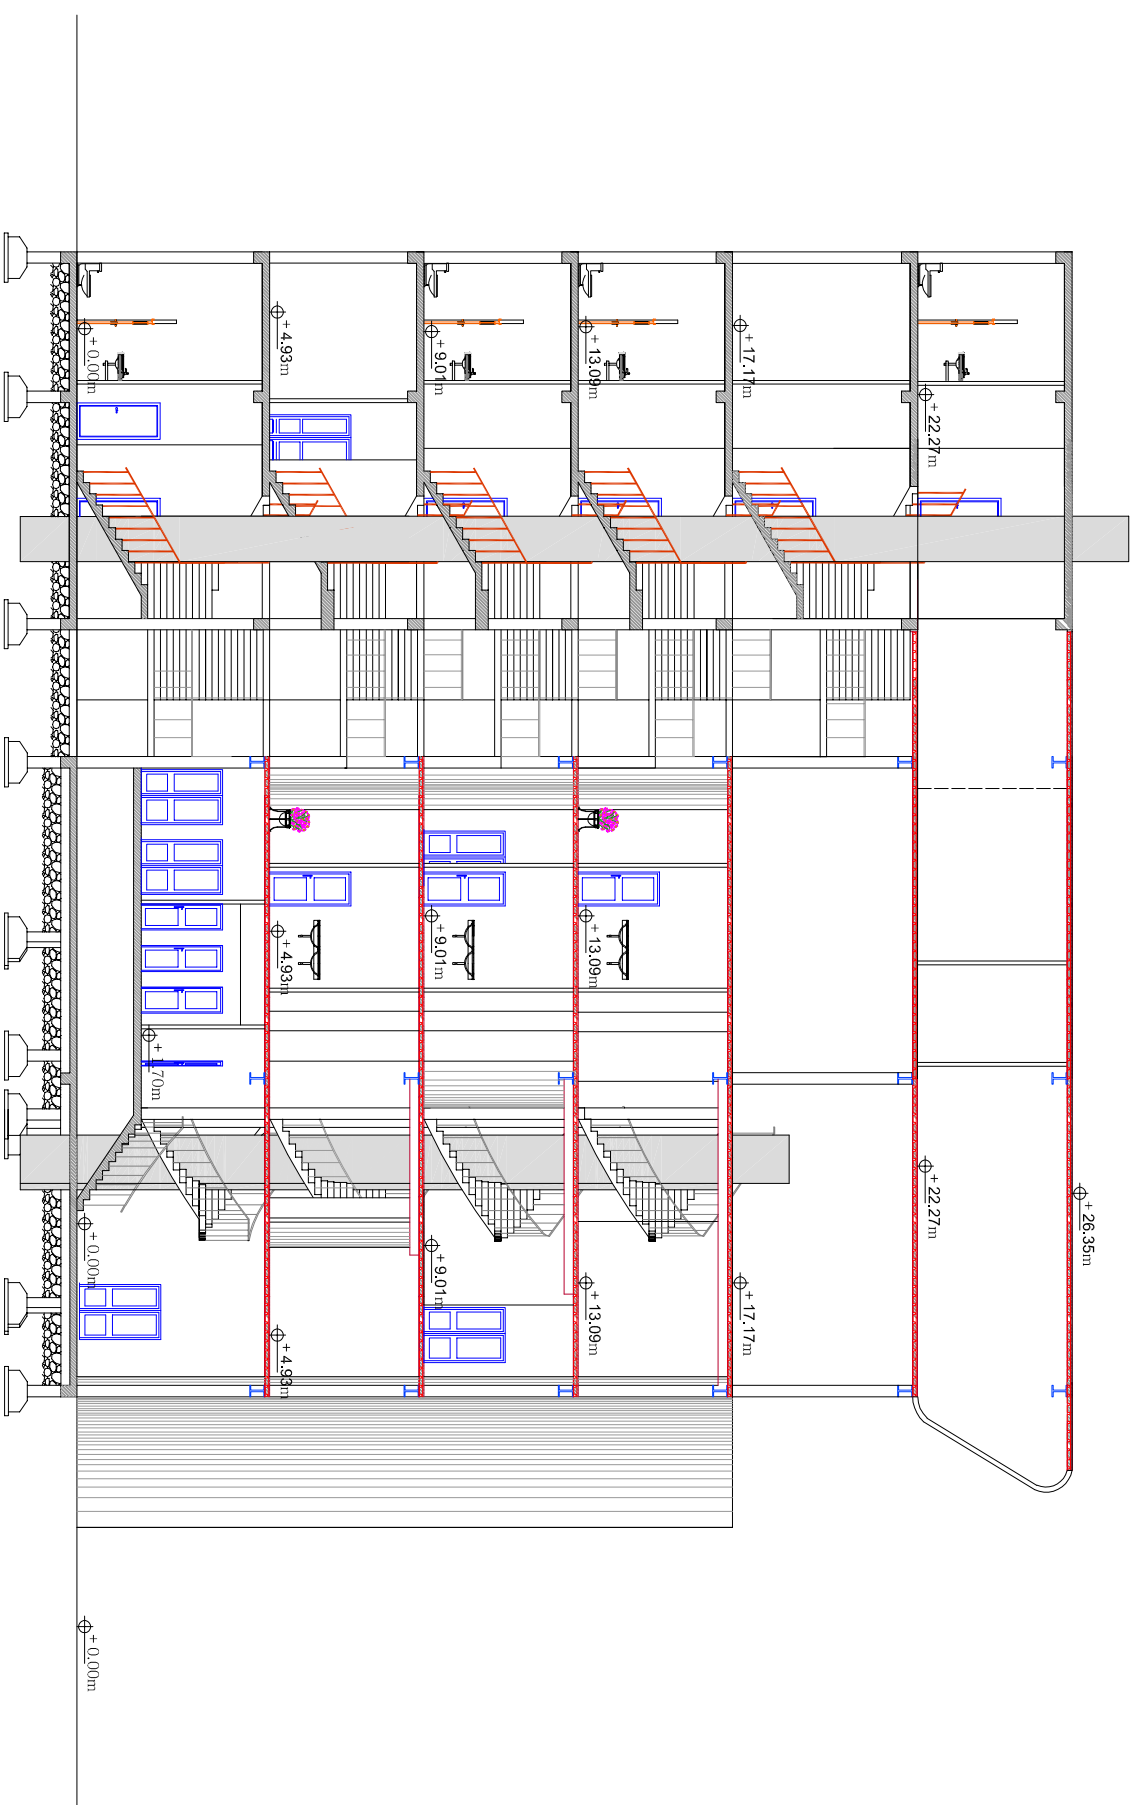 + 26.35m
+ 22.27m
+ 22.27m
+ 17.17m
+ 17.17m
+ 13.09m
+ 13.09m
+ 13.09m
+ 9.01m
+ 9.01m
+ 9.01m
+ 4.93m
+ 4.93m
+ 4.93m
+ 1.70m
+ 0.00m
+ 0.00m
+ 0.00m